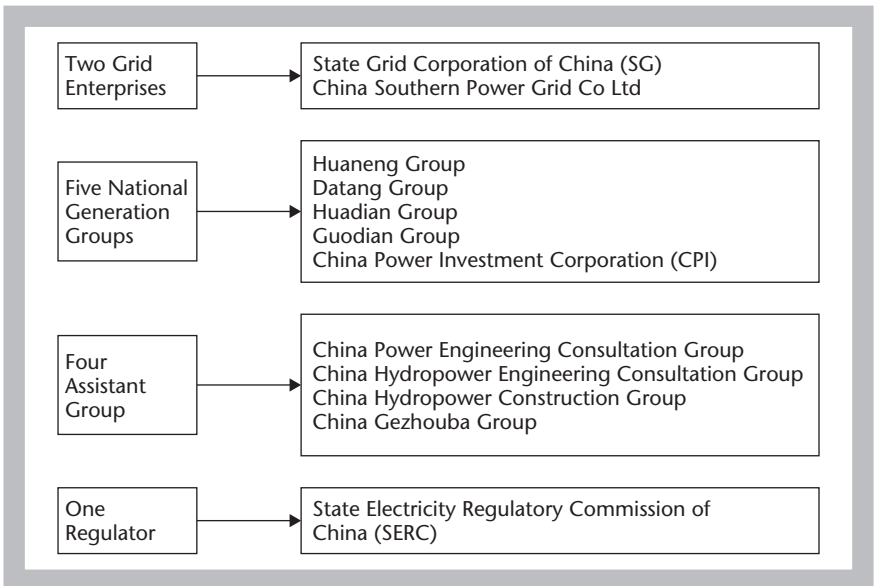 Two Grid
Enterprises
State Grid Corporation of China (SG)
China Southern Power Grid Co Ltd
Five National
Generation
Groups
Huaneng Group
Datang Group
Huadian Group
Guodian Group
China Power Investment Corporation (CPI)
Four
Assistant
Group
China Power Engineering Consultation Group
China Hydropower Engineering Consultation Group
China Hydropower Construction Group
China Gezhouba Group
One
Regulator
State Electricity Regulatory Commission of
China (SERC)